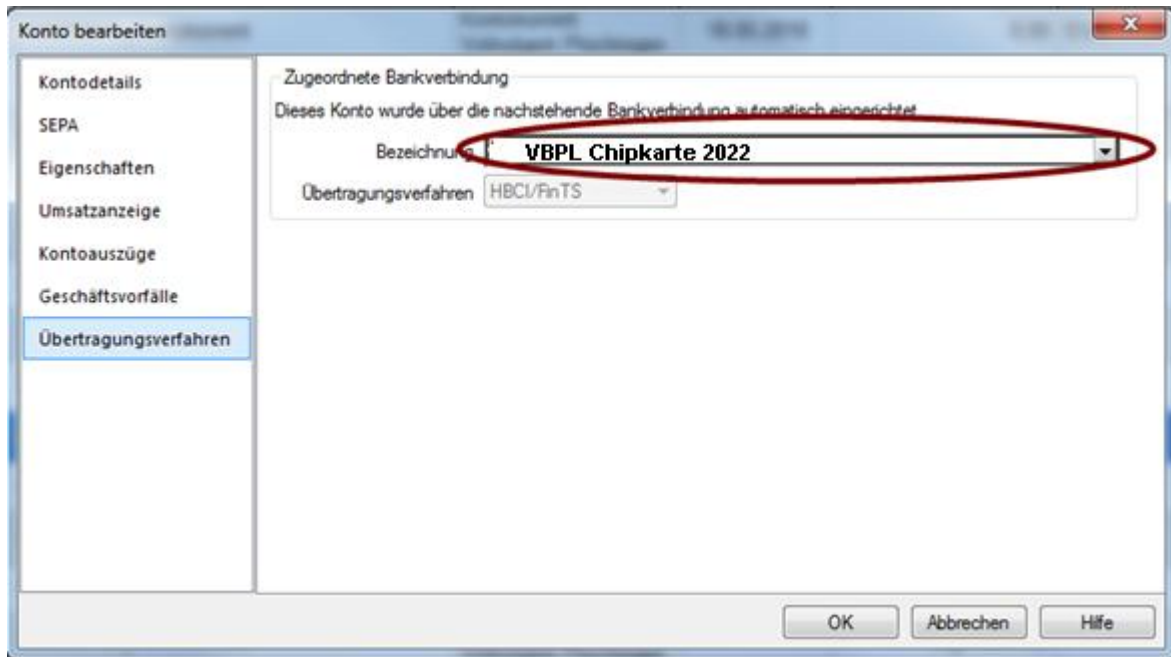 Konto bearbeiten
Kontodetails
SEPA
Eigenschaften
Umsatzanzeige
Kontoauszüge
Geschäftsvorfälle
Übertragungsverfahren
Zugeordnete Bankverbindung
Dieses Konto wurde über die nachstehende Bankverbindung automatisch eingerichtet
Bezeichnung VBPL Chipkarte 2022
Übertragungsverfahren HBCI/FinTS
OK Abbrechen Hilfe